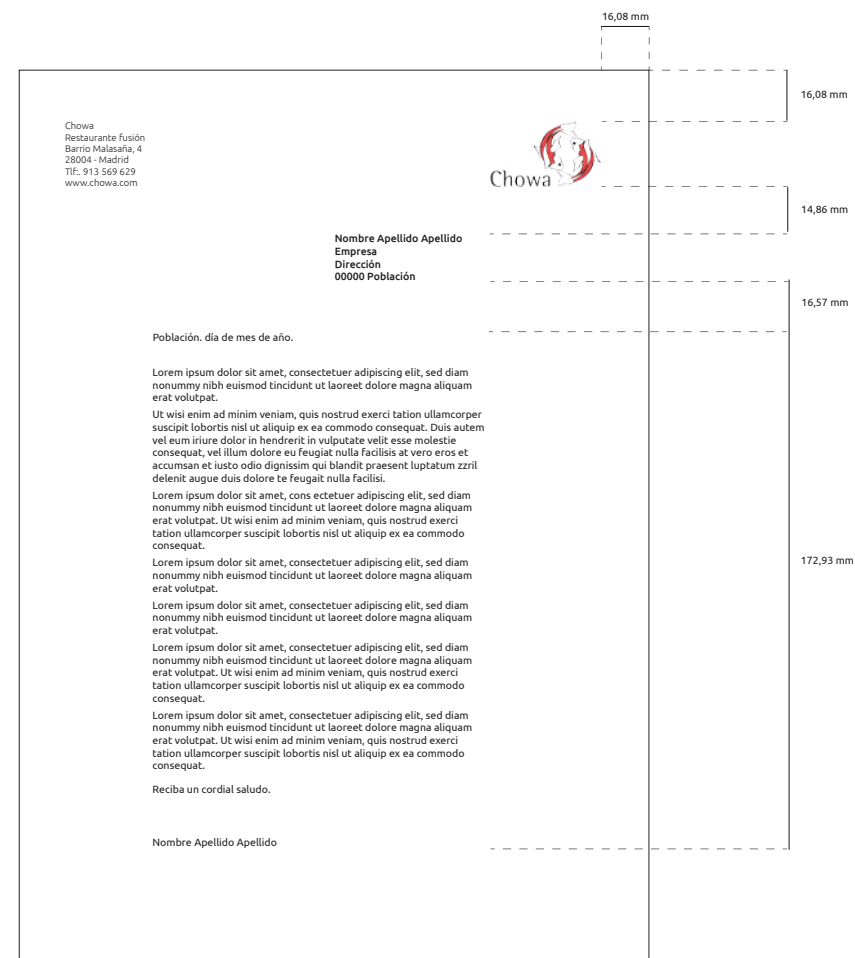 16,08 mm
16,08 mm
Chowa
Restaurante fusión
Barrio Malasaña, 4
28004 - Madrid
Tlf:. 913 569 629
www.chowa.com
Chowa
14,86 mm
Nombre Apellido Apellido
Empresa
Dirección
00000 Población
16,57 mm
Población. día de mes de año.
Lorem ipsum dolor sit amet, consectetuer adipiscing elit, sed diam
nonummy nibh euismod tincidunt ut laoreet dolore magna aliquam
erat volutpat.
Ut wisi enim ad minim veniam, quis nostrud exerci tation ullamcorper
suscipit lobortis nisl ut aliquip ex ea commodo consequat. Duis autem
vel eum iriure dolor in hendrerit in vulputate velit esse molestie
consequat, vel illum dolore eu feugiat nulla facilisis at vero eros et
accumsan et iusto odio dignissim qui blandit praesent luptatum zzril
delenit augue duis dolore te feugait nulla facilisi.
Lorem ipsum dolor sit amet, cons ectetuer adipiscing elit, sed diam
nonummy nibh euismod tincidunt ut laoreet dolore magna aliquam
erat volutpat. Ut wisi enim ad minim veniam, quis nostrud exerci
tation ullamcorper suscipit lobortis nisl ut aliquip ex ea commodo
consequat.
Lorem ipsum dolor sit amet, consectetuer adipiscing elit, sed diam
nonummy nibh euismod tincidunt ut laoreet dolore magna aliquam
erat volutpat.
Lorem ipsum dolor sit amet, consectetuer adipiscing elit, sed diam
nonummy nibh euismod tincidunt ut laoreet dolore magna aliquam
erat volutpat.
Lorem ipsum dolor sit amet, consectetuer adipiscing elit, sed diam
nonummy nibh euismod tincidunt ut laoreet dolore magna aliquam
erat volutpat. Ut wisi enim ad minim veniam, quis nostrud exerci
tation ullamcorper suscipit lobortis nisl ut aliquip ex ea commodo
consequat.
Lorem ipsum dolor sit amet, consectetuer adipiscing elit, sed diam
nonummy nibh euismod tincidunt ut laoreet dolore magna aliquam
erat volutpat. Ut wisi enim ad minim veniam, quis nostrud exerci
tation ullamcorper suscipit lobortis nisl ut aliquip ex ea commodo
consequat.
172,93 mm
Reciba un cordial saludo.
Nombre Apellido Apellido